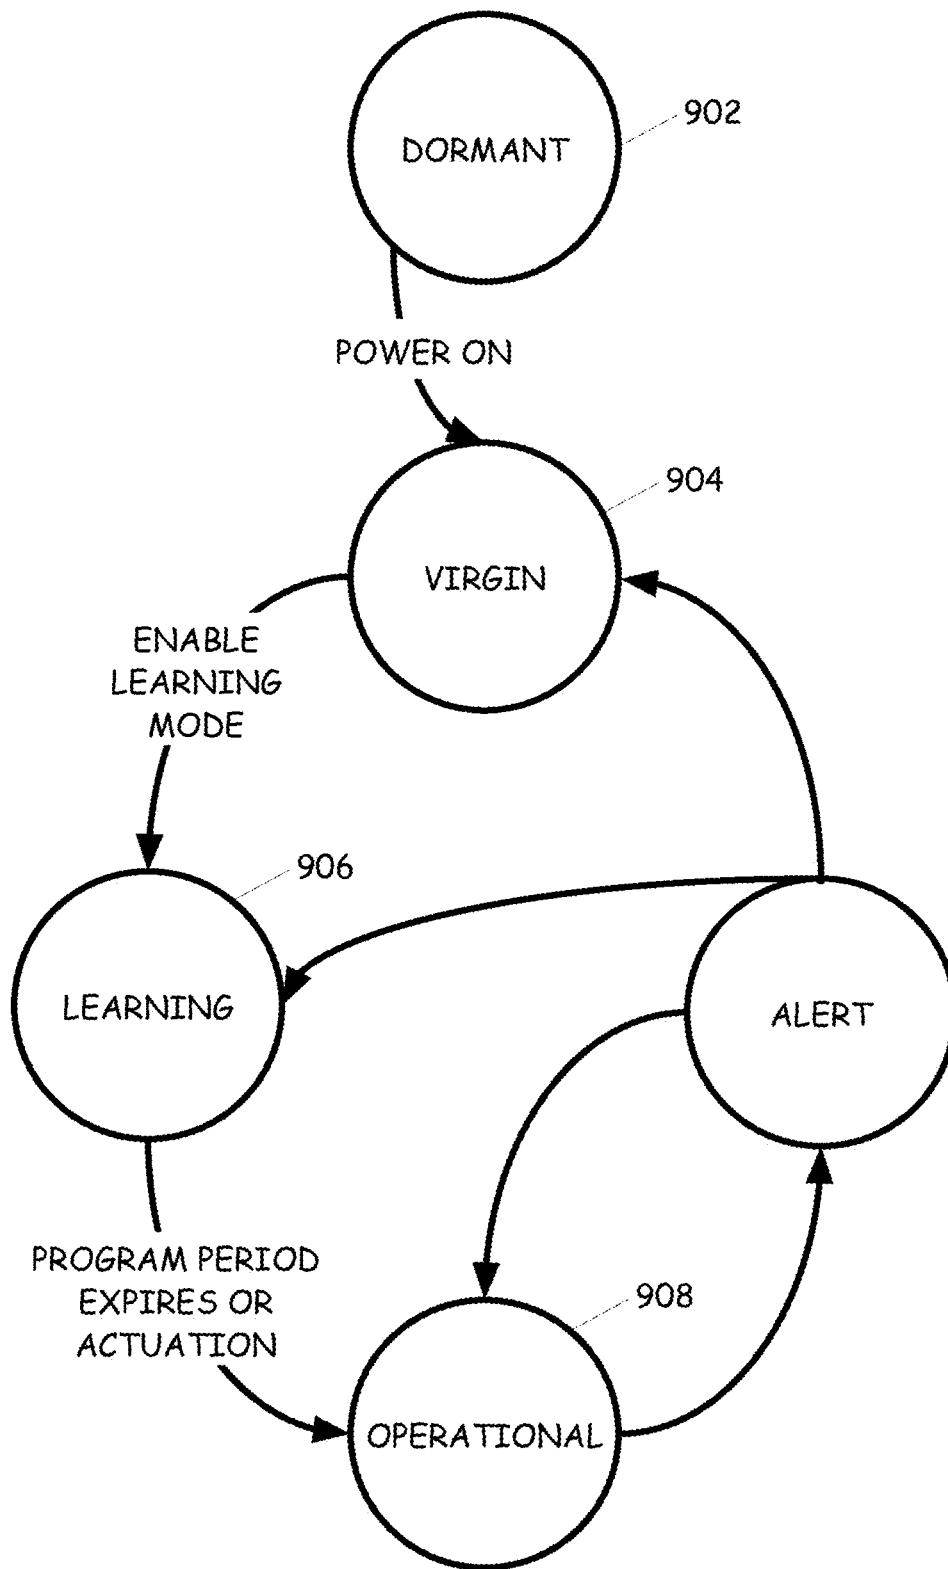 902
DORMANT
POWER ON
904
VIRGIN
ENABLE
LEARNING
MODE
906
LEARNING
ALERT
PROGRAM PERIOD
EXPIRES OR
ACTUATION
908
OPERATIONAL